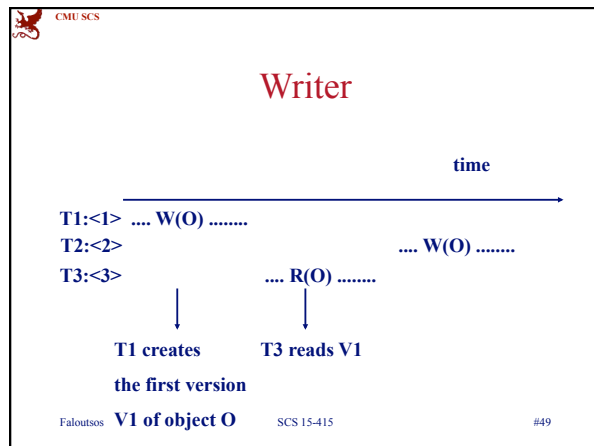 CMU SCS
Writer
time
T1:<1> .... W(O) ........
T2:<2> .... W(O) ........
T3:<3> .... R(O) ........
T1 creates T3 reads V1
the first version
V1 of object O
Faloutsos SCS 15-415 #49